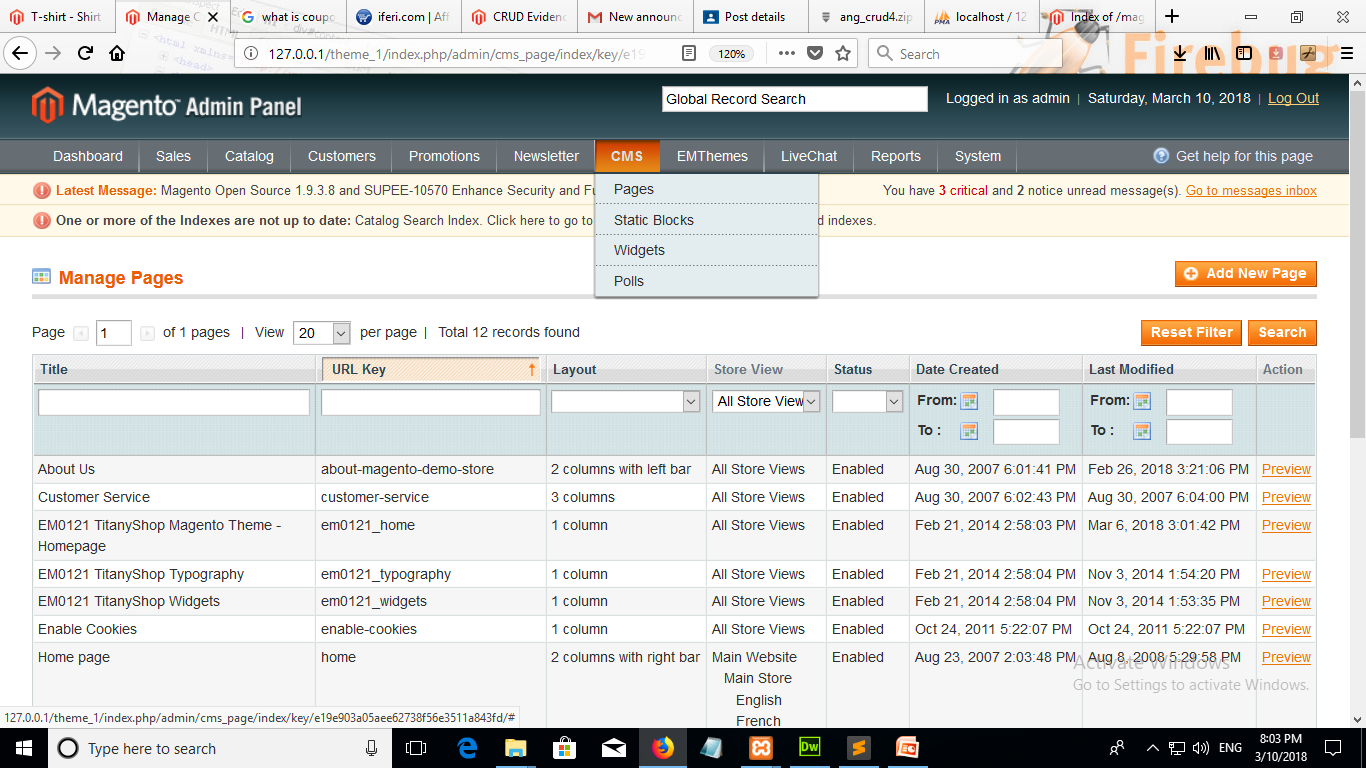 T-shirt - Shirts
Manage C
what is coupo
iferi.com | Aff
CRUD Evidenc
New announc
Post details
ang_crud4.zip
localhost / 12
Index of /mag
127.0.0.1/theme_1/index.php/admin/cms_page/index/key/e19
120%
Search
Firebug
Magento Admin Panel
Global Record Search
Logged in as admin | Saturday, March 10, 2018 | Log Out
Dashboard Sales Catalog Customers Promotions Newsletter CMS EMThemes LiveChat Reports System Get help for this page
Latest Message: Magento Open Source 1.9.3.8 and SUPEE-10570 Enhance Security and Fu
You have 3 critical and 2 notice unread message(s). Go to messages inbox
One or more of the Indexes are not up to date: Catalog Search Index. Click here to go to
d indexes.
Pages
Static Blocks
Widgets
Polls
Manage Pages
Add New Page
Page 1 of 1 pages | View 20 per page | Total 12 records found
Reset Filter Search
Title URL Key Layout Store View Status Date Created Last Modified Action
All Store View
From: From:
To : To :
About Us about-magento-demo-store 2 columns with left bar All Store Views Enabled Aug 30, 2007 6:01:41 PM Feb 26, 2018 3:21:06 PM Preview
Customer Service customer-service 3 columns All Store Views Enabled Aug 30, 2007 6:02:43 PM Aug 30, 2007 6:04:00 PM Preview
EM0121 TitanyShop Magento Theme - em0121_home 1 column All Store Views Enabled Feb 21, 2014 2:58:03 PM Mar 6, 2018 3:01:42 PM Preview
Homepage
EM0121 TitanyShop Typography em0121_typography 1 column All Store Views Enabled Feb 21, 2014 2:58:04 PM Nov 3, 2014 1:54:20 PM Preview
EM0121 TitanyShop Widgets em0121_widgets 1 column All Store Views Enabled Feb 21, 2014 2:58:04 PM Nov 3, 2014 1:53:35 PM Preview
Enable Cookies enable-cookies 1 column All Store Views Enabled Oct 24, 2011 5:22:07 PM Oct 24, 2011 5:22:07 PM Preview
Home page home 2 columns with right bar Main Website Enabled Aug 23, 2007 2:03:48 PM Aug 8, 2008 5:29:58 PM Preview
Main Store
English
French
Activate Windows
Go to Settings to activate Windows.
127.0.0.1/theme_1/index.php/admin/cms_page/index/key/e19e903a05aee62738f56e3511a843fd/#
Type here to search
Dw
ENG
8:03 PM
3/10/2018